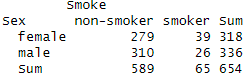 Smoke
Sex non-smoker smoker Sum
female 279 39 318
male 310 26 336
Sum 589 65 654